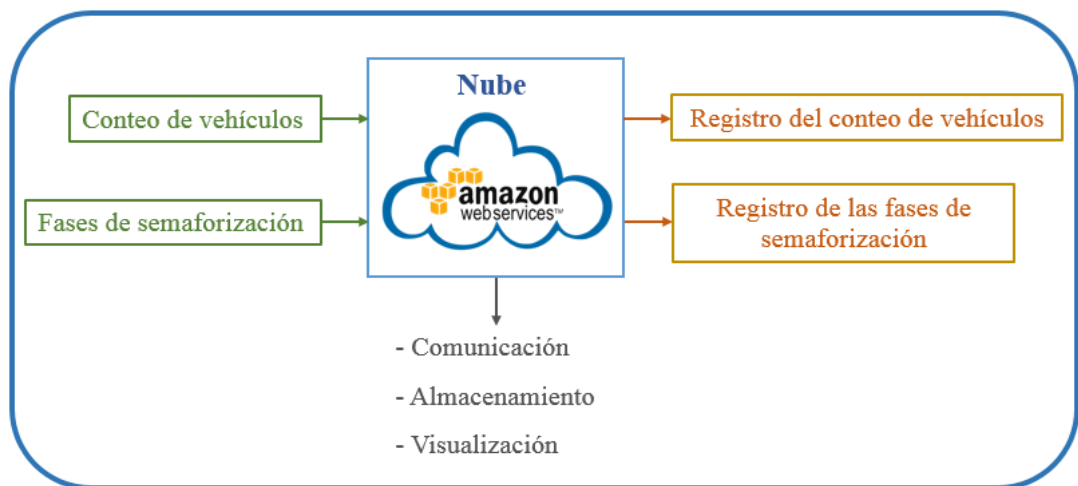 Nube
Conteo de vehículos
Registro del conteo de vehículos
amazon
webservices™
Fases de semaforización
Registro de las fases de
semaforización
- Comunicación
- Almacenamiento
- Visualización